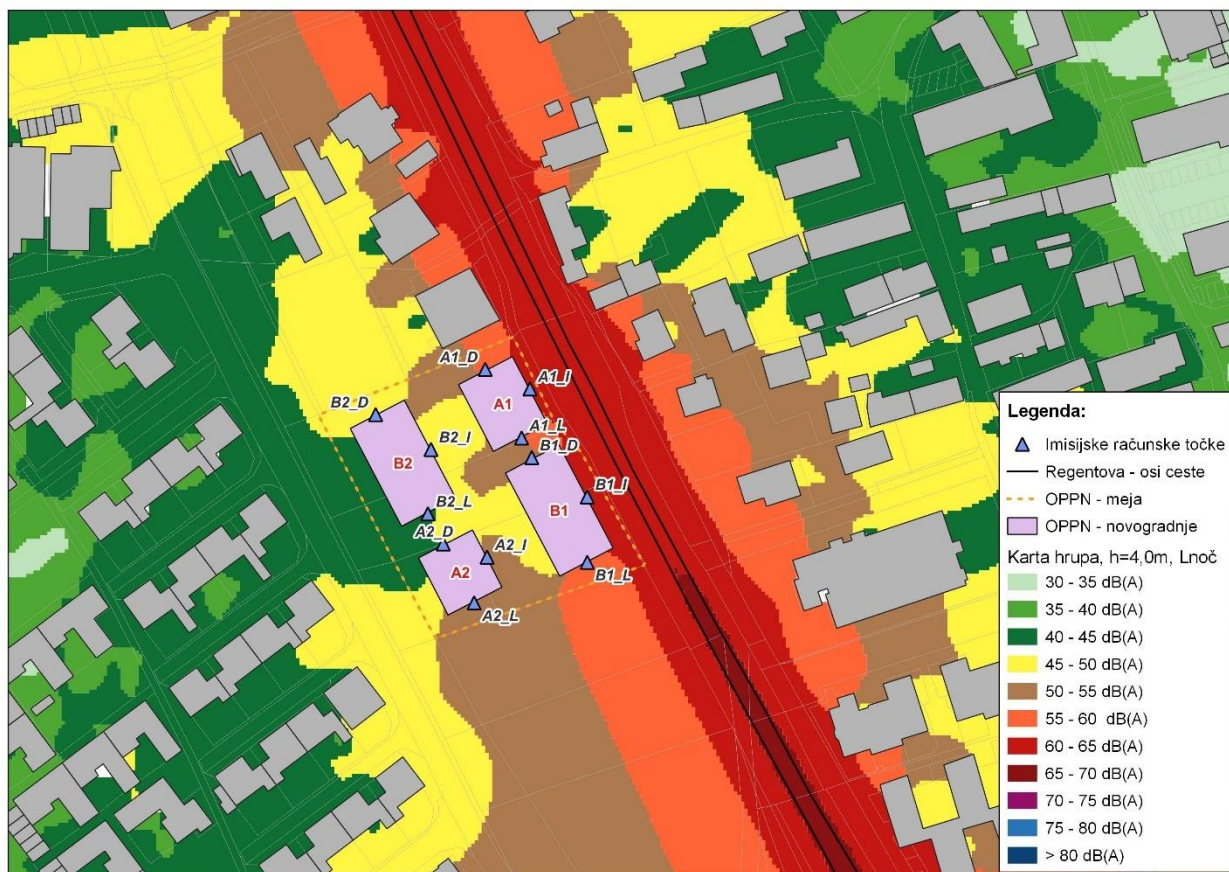 A1_D
A1_I
A1
A1_L
B2_D
B2_I
B2
B1_D
B1_I
B1
B2_L
A2_D
A2_I
A2
B1_L
A2_L
Legenda:
Imisijske računske točke
Regentova - osi ceste
OPPN - meja
OPPN - novogradnje
Karta hrupa, h=4,0m, Lnoč
30 - 35 dB(A)
35 - 40 dB(A)
40 - 45 dB(A)
45 - 50 dB(A)
50 - 55 dB(A)
55 - 60 dB(A)
60 - 65 dB(A)
65 - 70 dB(A)
70 - 75 dB(A)
75 - 80 dB(A)
> 80 dB(A)